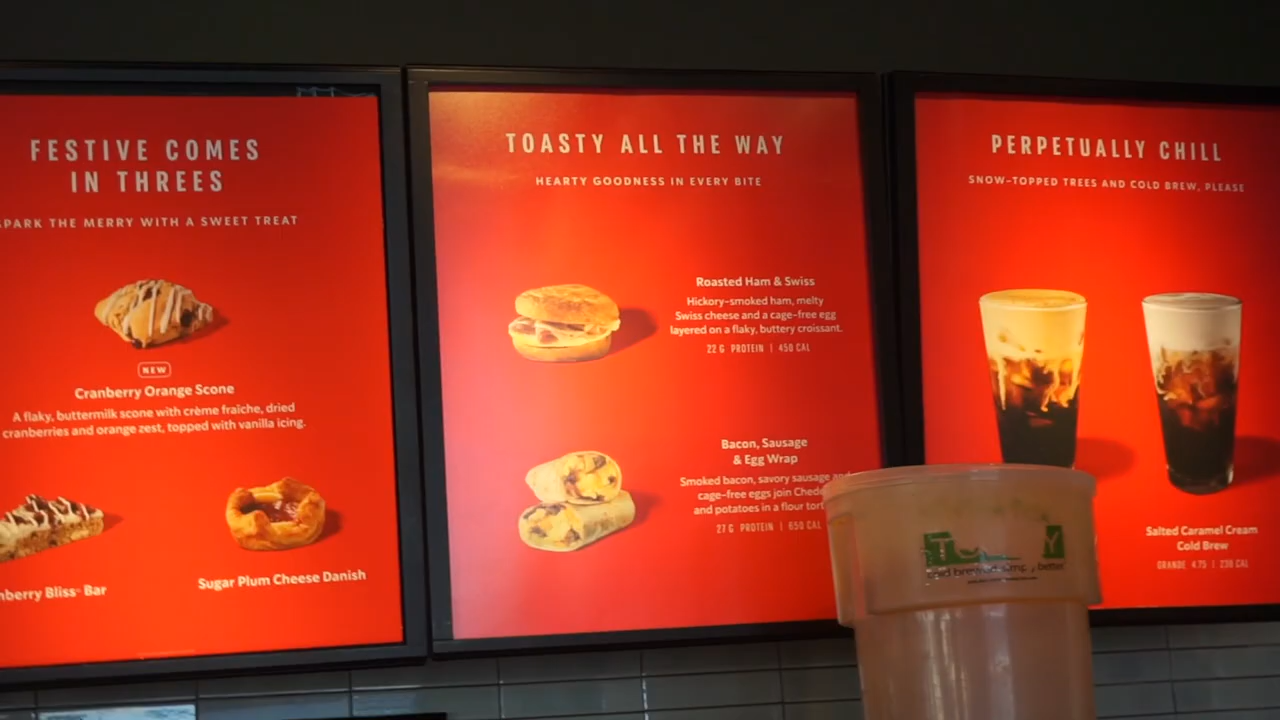 FESTIVE COMES
IN THREES
SPARK THE MERRY WITH A SWEET TREAT
NEW
Cranberry Orange Scone
A flaky, buttermilk scone with crème fraîche, dried
cranberries and orange zest, topped with vanilla icing.
Bliss Bar
Sugar Plum Cheese Danish
TOASTY ALL THE WAY
HEARTY GOODNESS IN EVERY BITE
Roasted Ham & Swiss
Hickory-smoked ham, melty
Swiss cheese and a cage-free egg
layered on a flaky, buttery croissant.
22 G PROTEIN | 450 CAL
Bacon, Sausage
& Egg Wrap
Smoked bacon, savory sausage and
cage-free eggs join
and potatoes in a flour
27 G PROTEIN | 650 CAL
PERPETUALLY CHILL
SNOW-TOPPED TREES AND COLD BREW, PLEASE
Salted Caramel Cream
Cold Brew
GRANDE 4.75 | 230 CAL
better